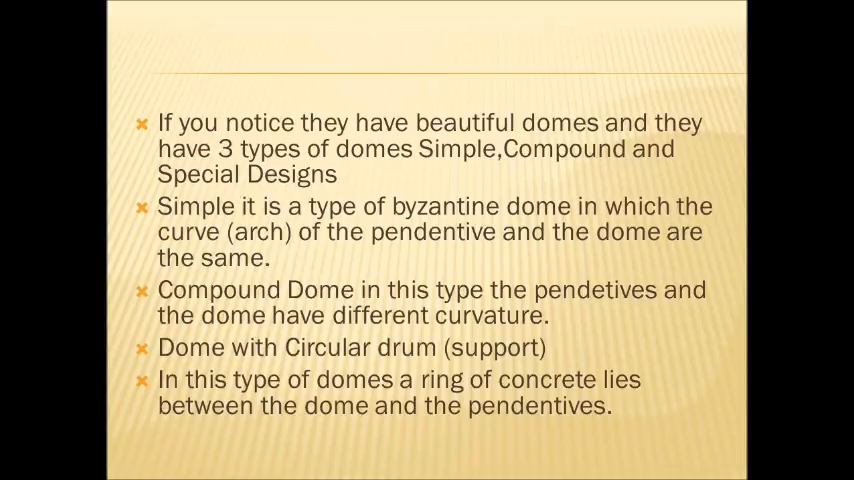 If you notice they have beautiful domes and they
have 3 types of domes Simple,Compound and
Special Designs
Simple it is a type of byzantine dome in which the
curve (arch) of the pendentive and the dome are
the same.
Compound Dome in this type the pendetives and
the dome have different curvature.
Dome with Circular drum (support)
In this type of domes a ring of concrete lies
between the dome and the pendentives.